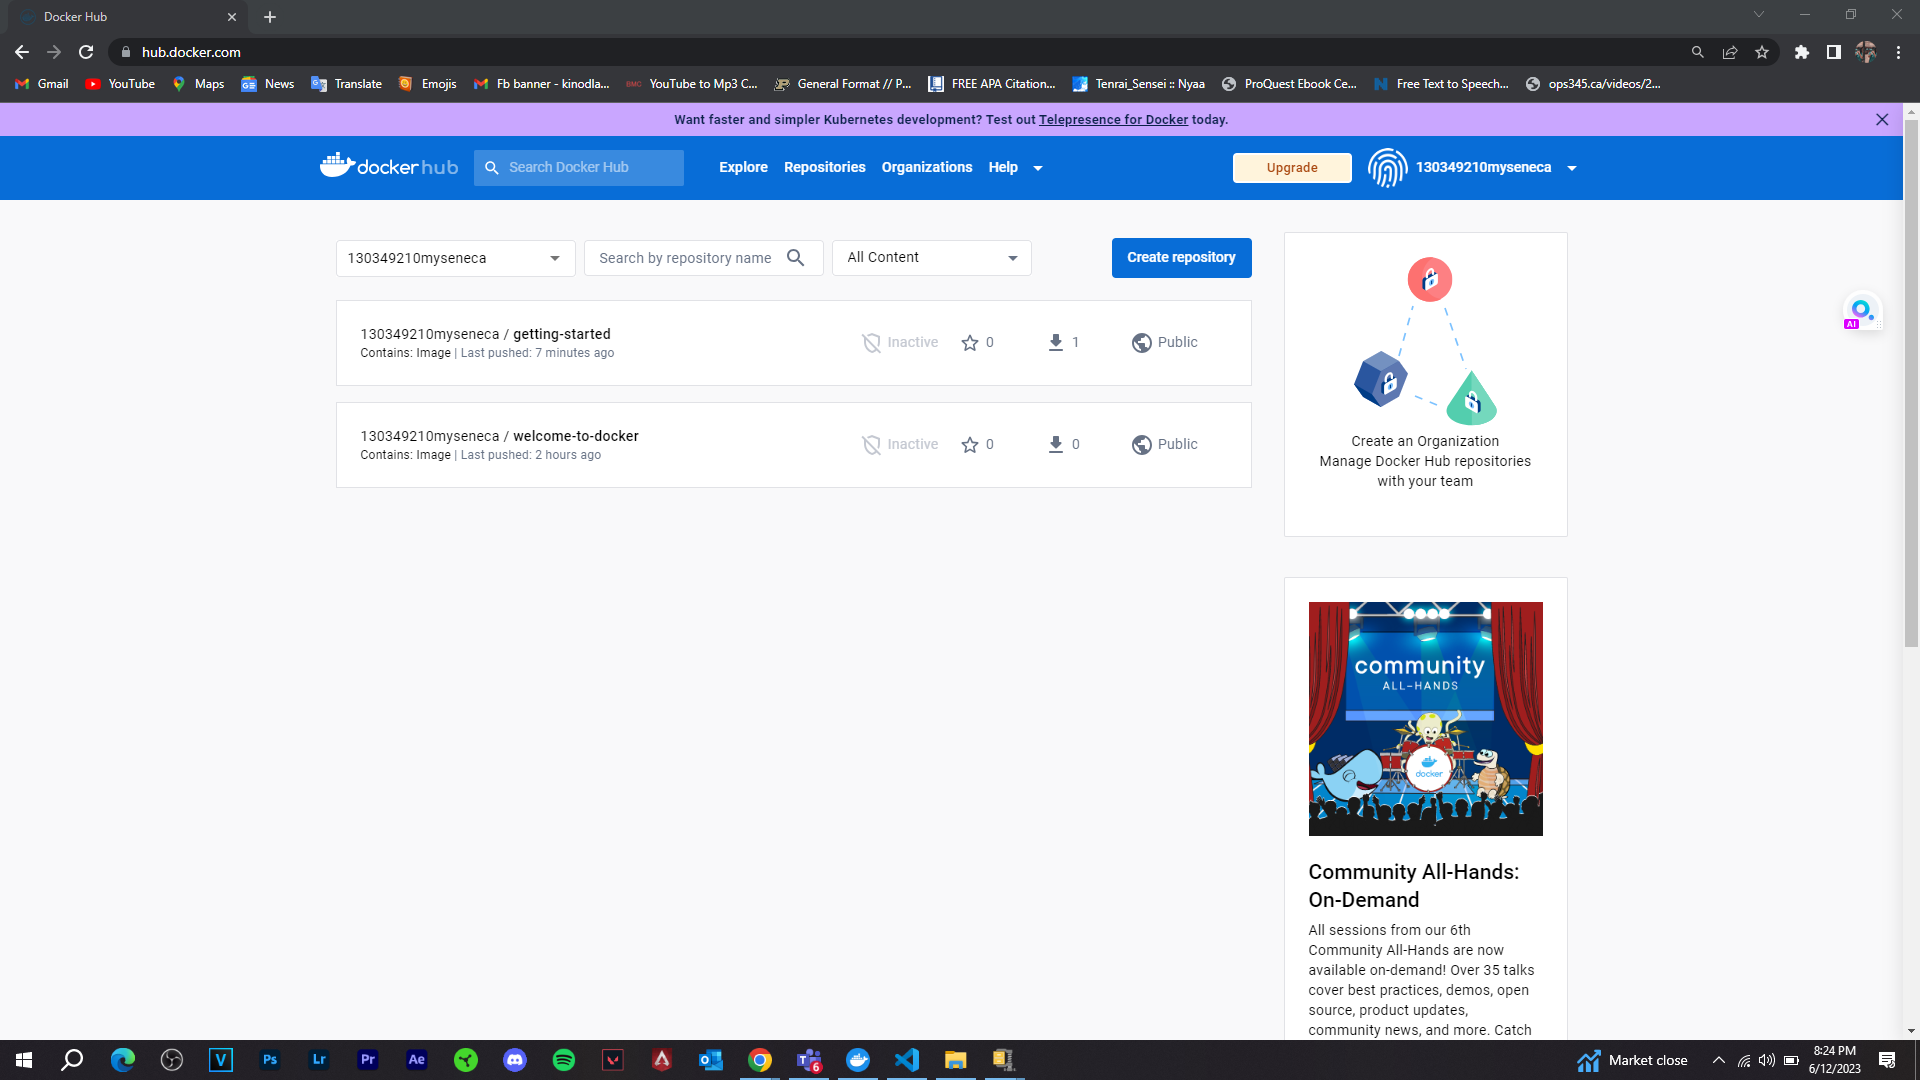 Docker Hub
hub.docker.com
Gmail
YouTube
Maps
News
Translate
Emojis
Fb banner - kinodla...
YouTube to Mp3 C...
General Format // P...
FREE APA Citation...
Tenrai_Sensei :: Nyaa
ProQuest Ebook Ce...
Free Text to Speech...
ops345.ca/videos/2...
Want faster and simpler Kubernetes development? Test out Telepresence for Docker today.
docker hub
Search Docker Hub
Explore
Repositories
Organizations
Help
Upgrade
130349210myseneca
130349210myseneca
Search by repository name
All Content
Create repository
130349210myseneca / getting-started
Contains: Image | Last pushed: 7 minutes ago
Inactive
0
1
Public
130349210myseneca / welcome-to-docker
Contains: Image | Last pushed: 2 hours ago
Inactive
0
0
Public
Create an Organization
Manage Docker Hub repositories
with your team
AI
community
ALL-HANDS
docker
Community All-Hands:
On-Demand
All sessions from our 6th
Community All-Hands are now
available on-demand! Over 35 talks
cover best practices, demos, open
source, product updates,
community news, and more. Catch
V
Ps
Lr
Pr
Ae
T
6
Market close
8:24 PM
6/12/2023